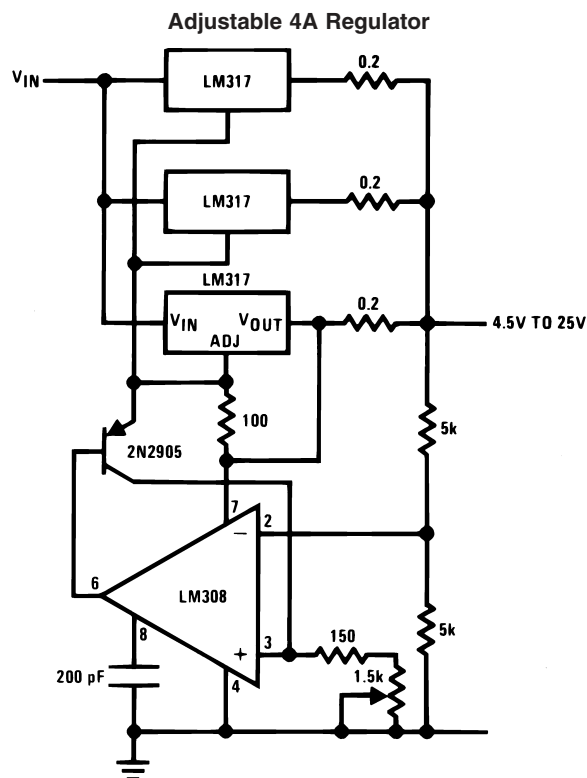 Adjustable 4A Regulator
VIN
LM317
0.2
LM317
0.2
LM317
VIN
VOUT
ADJ
0.2
4.5V TO 25V
100
5k
2N2905
7
2
−
6
LM308
8
+
3
4
150
1.5k
5k
200 pF